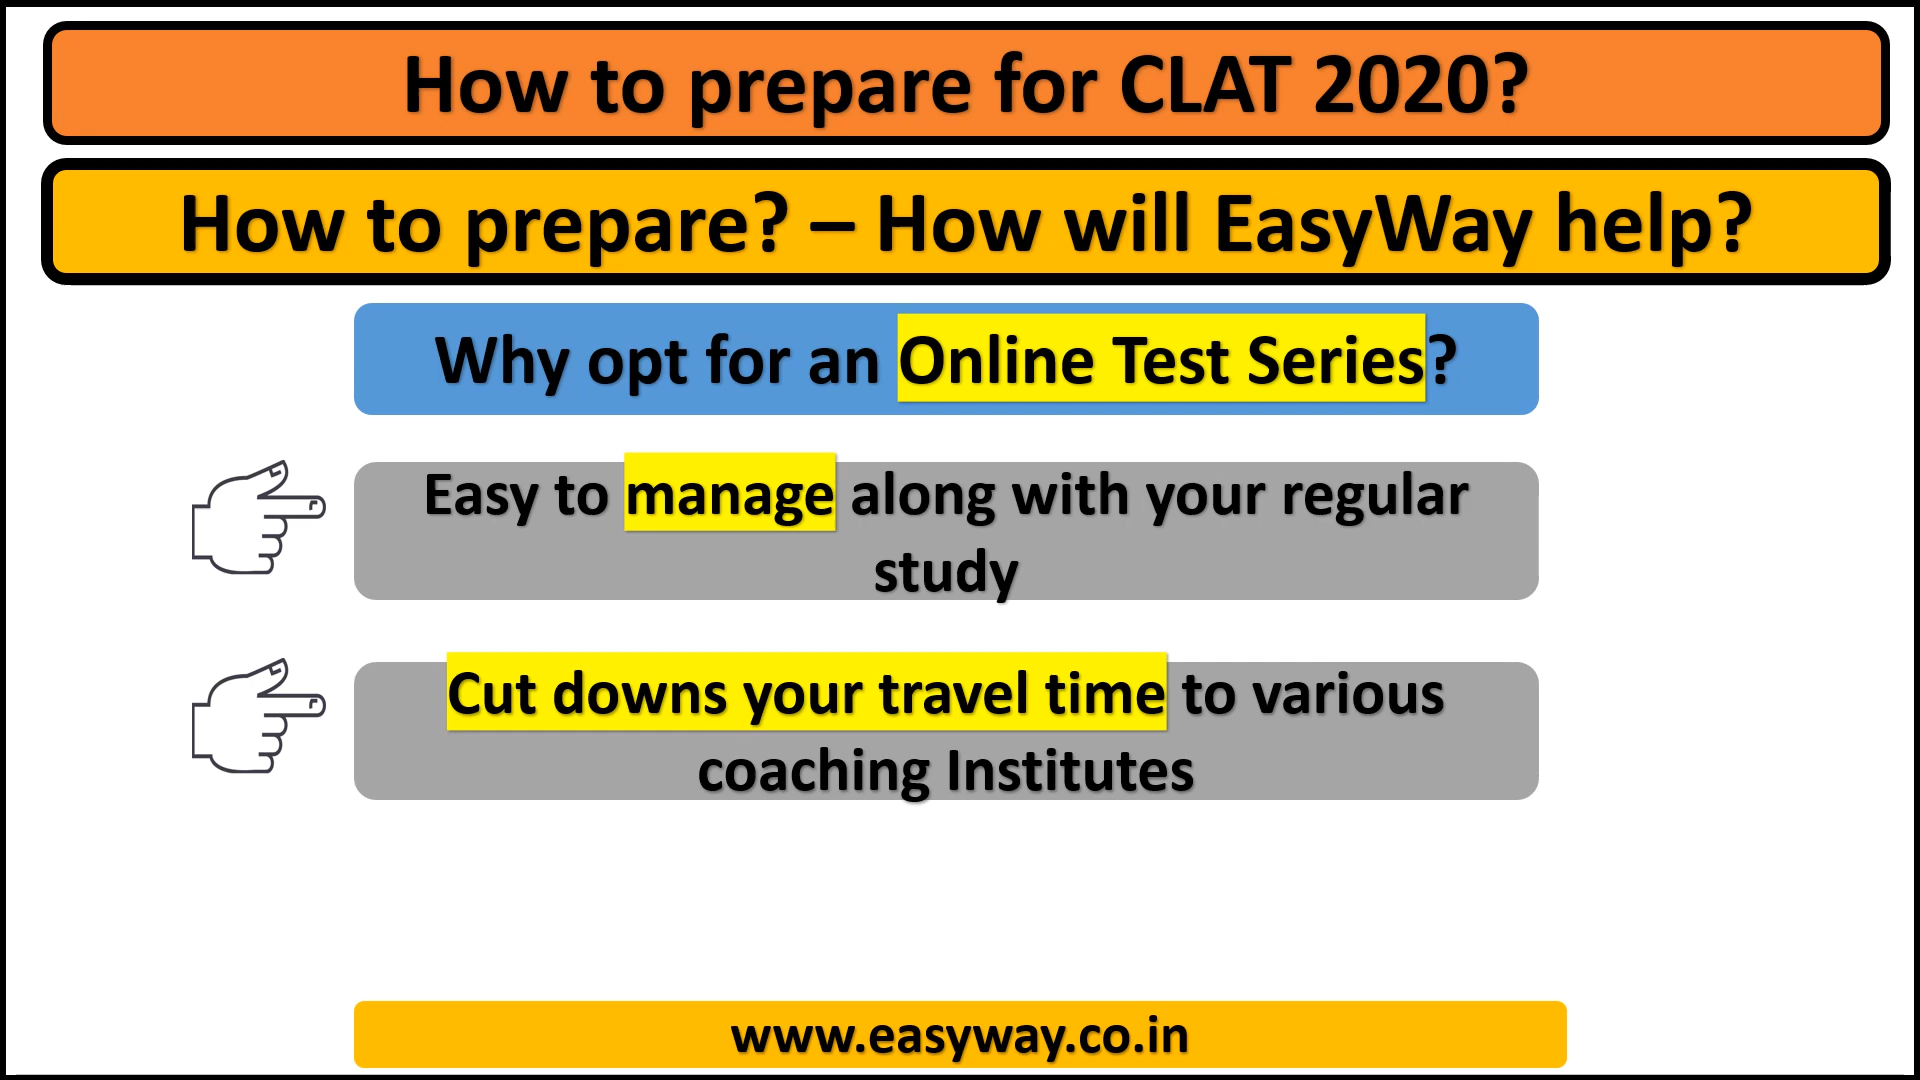 How to prepare for CLAT 2020?
How to prepare? – How will EasyWay help?
Why opt for an Online Test Series?
Easy to manage along with your regular
study
Cut downs your travel time to various
coaching Institutes
www.easyway.co.in